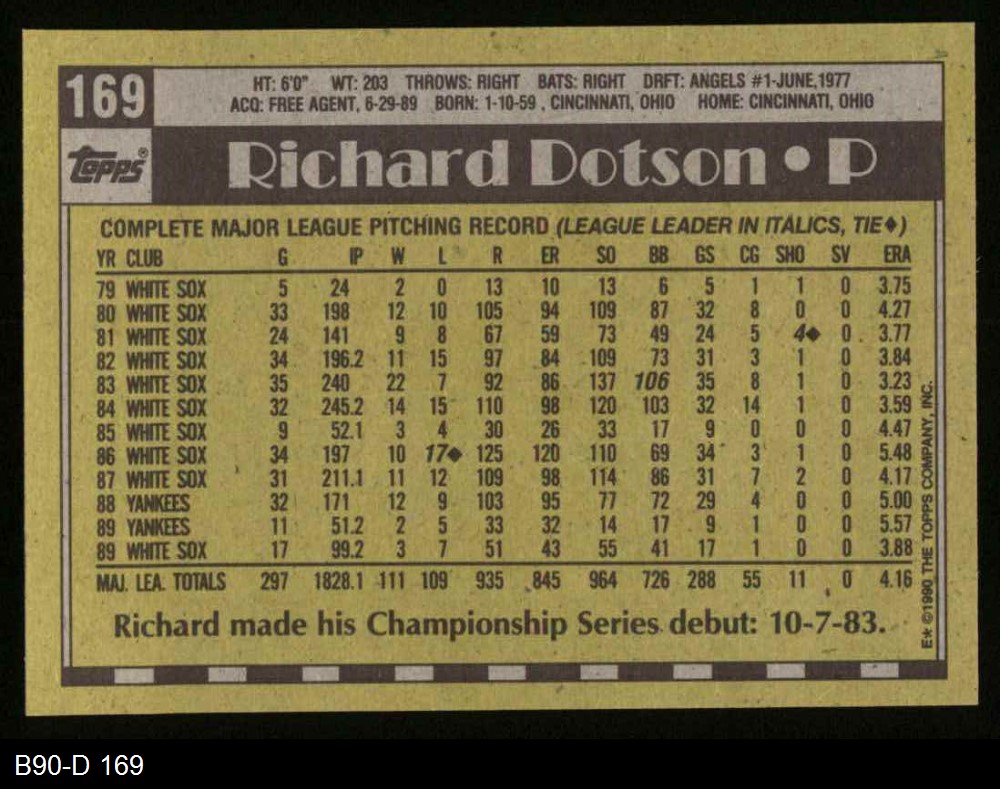 169
HT: 6'0" WT: 203 THROWS: RIGHT BATS: RIGHT DRFT: ANGELS #1-JUNE,1977
ACQ: FREE AGENT, 6-29-89 BORN: 1-10-59 , CINCINNATI, OHIO HOME: CINCINNATI, OHIO
Topps®
Richard Dotson • P
COMPLETE MAJOR LEAGUE PITCHING RECORD (LEAGUE LEADER IN ITALICS, TIE♦)
YR CLUB G IP W L R ER SO BB GS CG SHO SV ERA
79 WHITE SOX 5 24 2 0 13 10 13 6 5 1 1 0 3.75
80 WHITE SOX 33 198 12 10 105 94 109 87 32 8 0 0 4.27
81 WHITE SOX 24 141 9 8 67 59 73 49 24 5 4♦ 0 3.77
82 WHITE SOX 34 196.2 11 15 97 84 109 73 31 3 1 0 3.84
83 WHITE SOX 35 240 22 7 92 86 137 106 35 8 1 0 3.23
84 WHITE SOX 32 245.2 14 15 110 98 120 103 32 14 1 0 3.59
85 WHITE SOX 9 52.1 3 4 30 26 33 17 9 0 0 0 4.47
86 WHITE SOX 34 197 10 17♦ 125 120 110 69 34 3 1 0 5.48
87 WHITE SOX 31 211.1 11 12 109 98 114 86 31 7 2 0 4.17
88 YANKEES 32 171 12 9 103 95 77 72 29 4 0 0 5.00
89 YANKEES 11 51.2 2 5 33 32 14 17 9 1 0 0 5.57
89 WHITE SOX 17 99.2 3 7 51 43 55 41 17 1 0 0 3.88
MAJ. LEA. TOTALS 297 1828.1 111 109 935 845 964 726 288 55 11 0 4.16
Richard made his Championship Series debut: 10-7-83.
E* ©1990 THE TOPPS COMPANY, INC.
B90-D 169